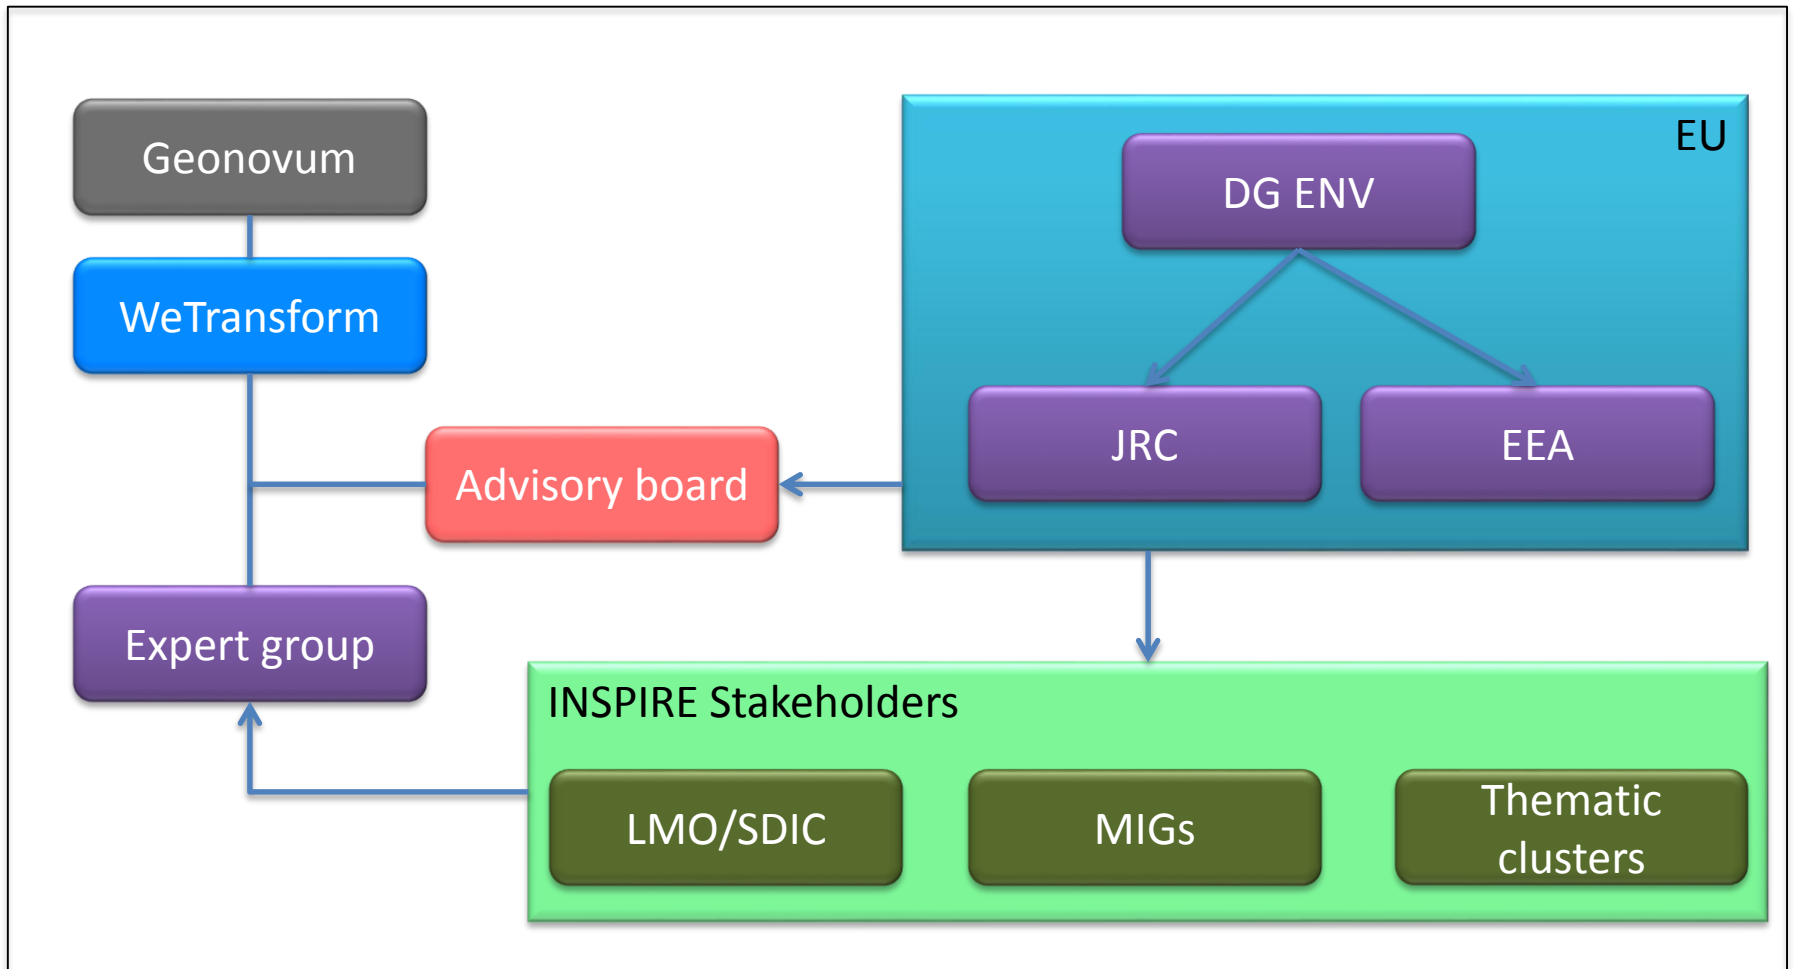 Geonovum
WeTransform
Advisory board
Expert group
EU
DG ENV
JRC
EEA
INSPIRE Stakeholders
LMO/SDIC
MIGs
Thematic
clusters